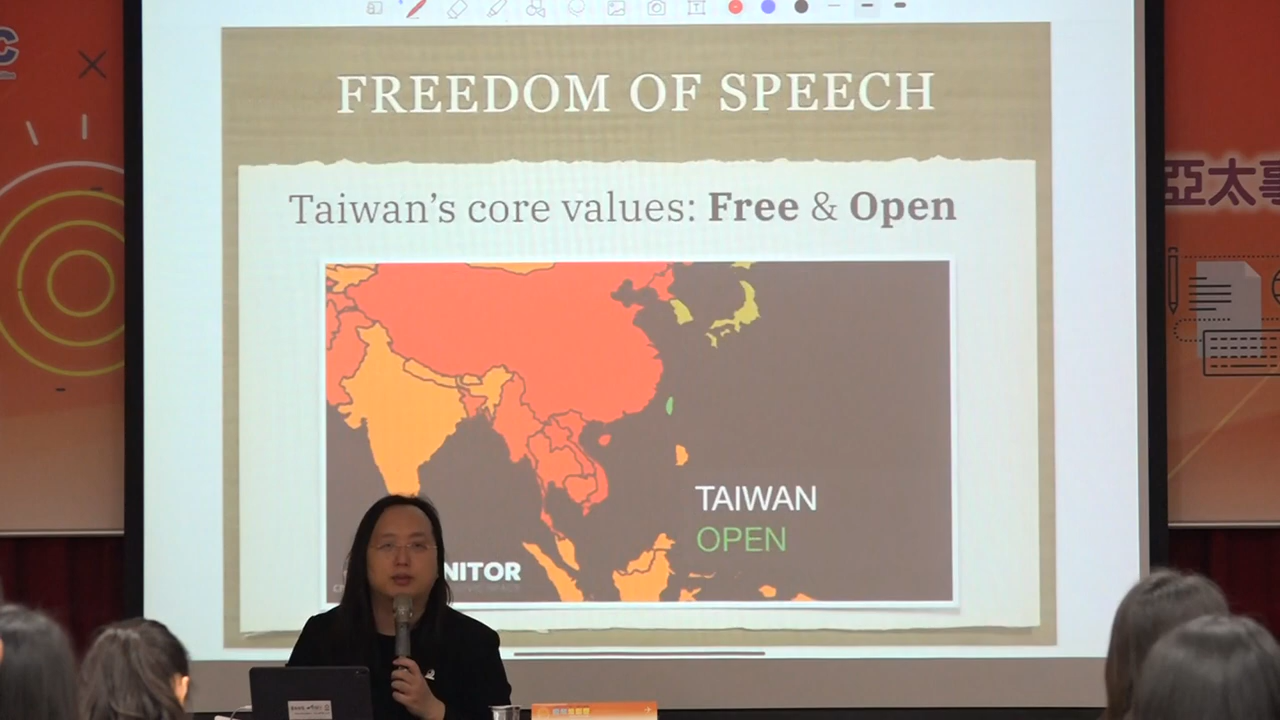 FREEDOM OF SPEECH
Taiwan's core values: Free & Open
TAIWAN
OPEN
NITOR
C
亞太事